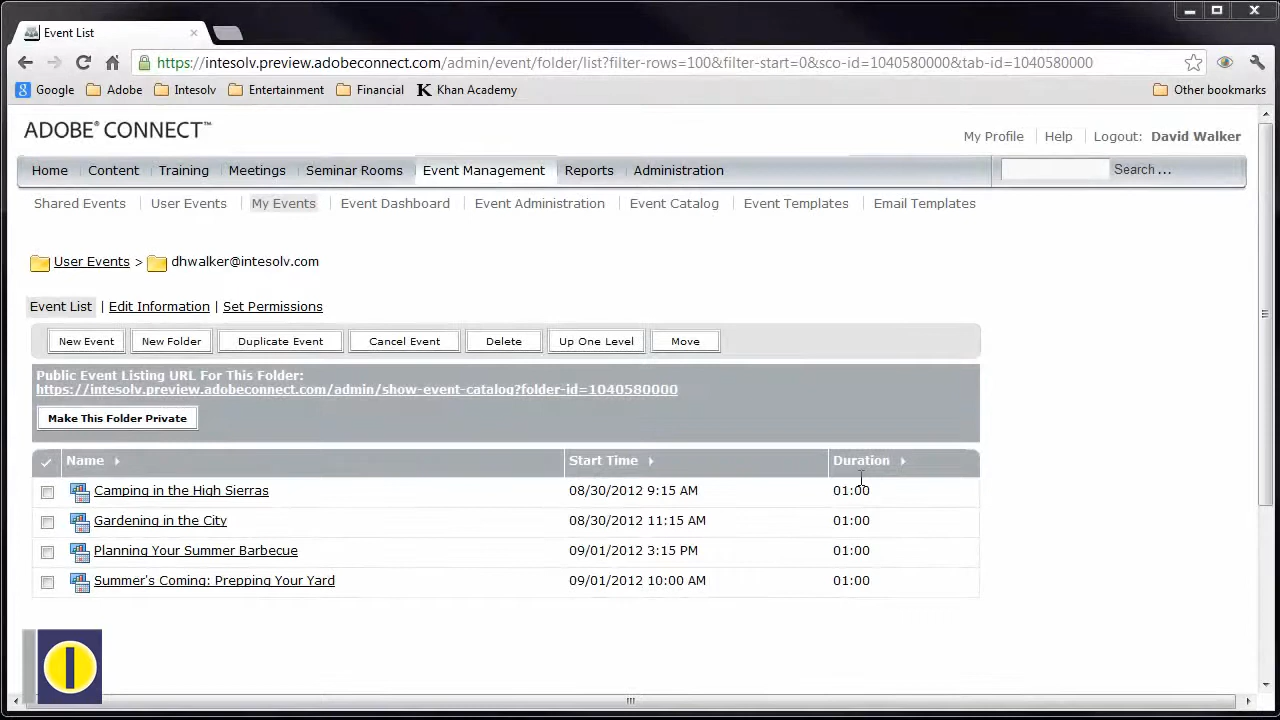 Event List
https://intesolv.preview.adobeconnect.com/admin/event/folder/list?filter-rows=100&filter-start=0&sco-id=1040580000&tab-id=1040580000
Google Adobe Intesolv Entertainment Financial Khan Academy Other bookmarks
ADOBE® CONNECT™
My Profile | Help | Logout: David Walker
Home Content Training Meetings Seminar Rooms Event Management Reports Administration Search ...
Shared Events | User Events | My Events | Event Dashboard | Event Administration | Event Catalog | Event Templates | Email Templates
User Events > dhwalker@intesolv.com
Event List | Edit Information | Set Permissions
New Event New Folder Duplicate Event Cancel Event Delete Up One Level Move
Public Event Listing URL For This Folder:
https://intesolv.preview.adobeconnect.com/admin/show-event-catalog?folder-id=1040580000
Make This Folder Private
Name Start Time Duration
Camping in the High Sierras 08/30/2012 9:15 AM 01:00
Gardening in the City 08/30/2012 11:15 AM 01:00
Planning Your Summer Barbecue 09/01/2012 3:15 PM 01:00
Summer's Coming: Prepping Your Yard 09/01/2012 10:00 AM 01:00